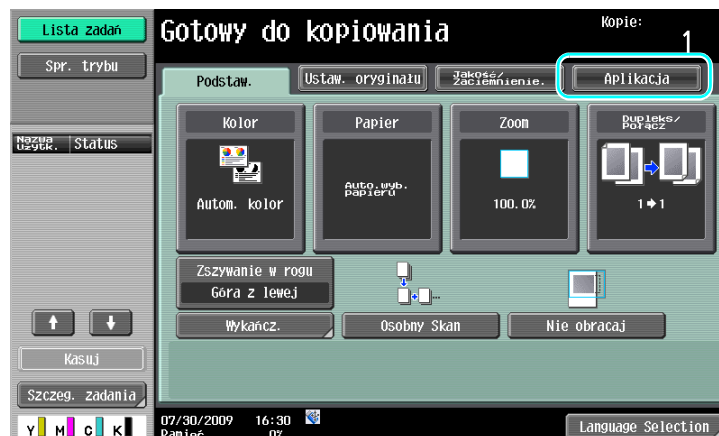 Lista zadań
Spr. trybu
Nazwa
Użytk.
Status
Kasuj
Szczeg. zadania
Y M C K
Gotowy do kopiowania
Kopie:
1
Podstaw.
Ustaw. oryginału
Jakość/
Zaciemnienie.
Aplikacja
Kolor
Autom. kolor
Papier
Auto.wyb.
papieru
Zoom
100.0%
Dupleks/
Połącz
1➔1
Zszywanie w rogu
Góra z lewej
Wykańcz.
Osobny Skan
Nie obracaj
07/30/2009 16:30
Pamięć 0%
Language Selection